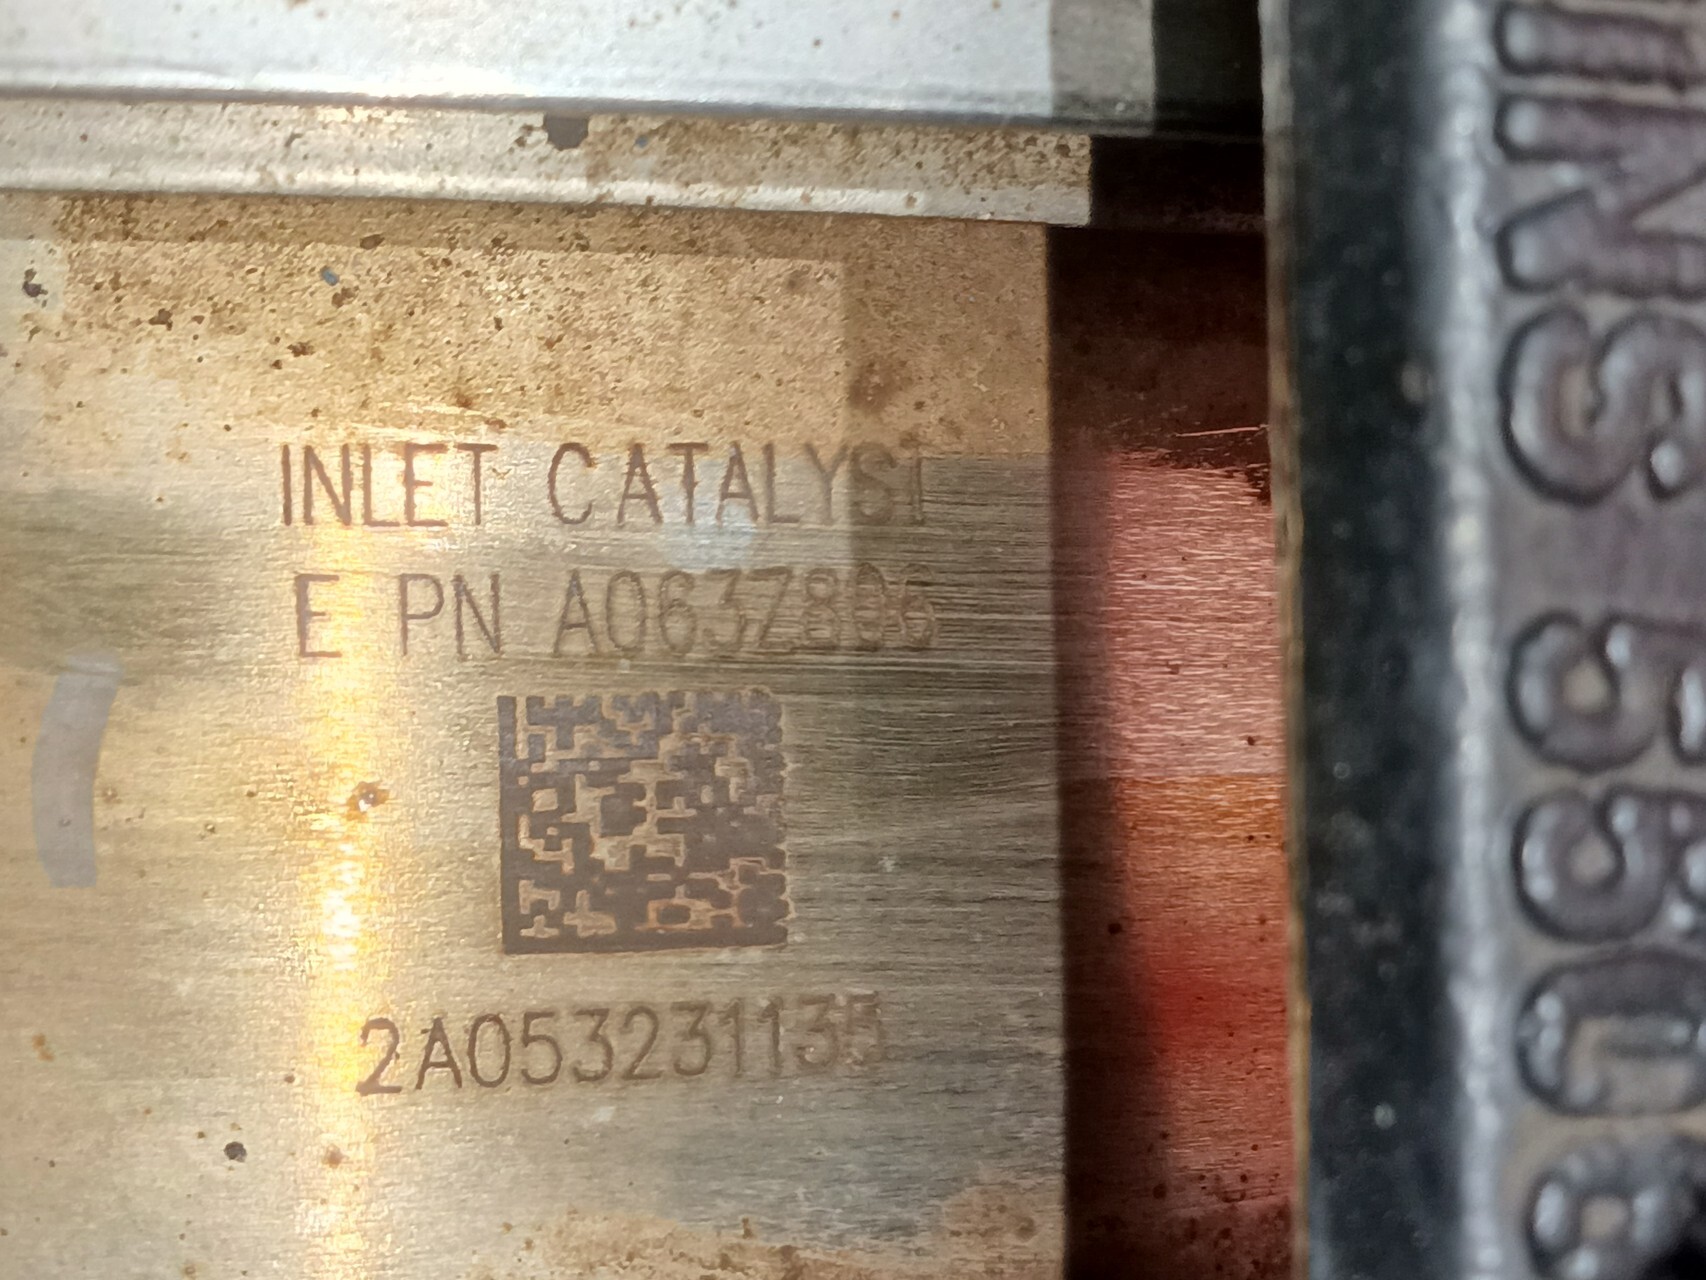 INLET CATALYST
E PN A063Z806
2A053231135